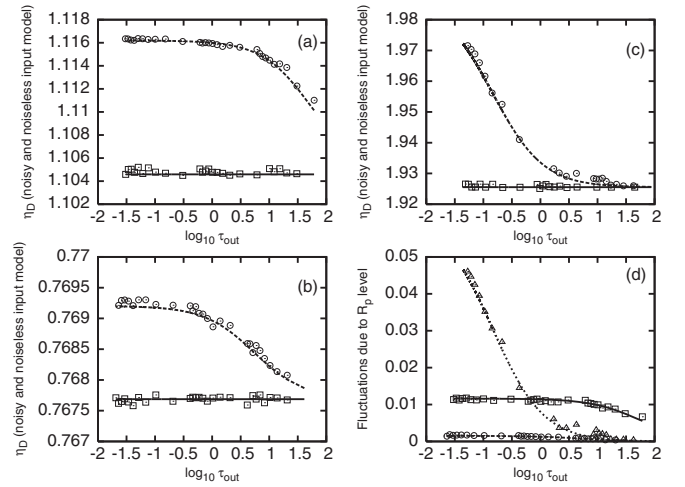 1.118
1.116
1.114
1.112
1.11
1.108
1.106
1.104
1.102
-2 -1.5 -1 -0.5 0 0.5 1 1.5 2
η_D (noisy and noiseless input model)
log₁₀ τ_out
(a)
1.98
1.97
1.96
1.95
1.94
1.93
1.92
-2 -1.5 -1 -0.5 0 0.5 1 1.5 2
η_D (noisy and noiseless input model)
log₁₀ τ_out
(c)
0.77
0.7695
0.769
0.7685
0.768
0.7675
0.767
-2 -1.5 -1 -0.5 0 0.5 1 1.5 2
η_D (noisy and noiseless input model)
log₁₀ τ_out
(b)
0.05
0.04
0.03
0.02
0.01
0
-2 -1.5 -1 -0.5 0 0.5 1 1.5 2
Fluctuations due to R_p level
log₁₀ τ_out
(d)